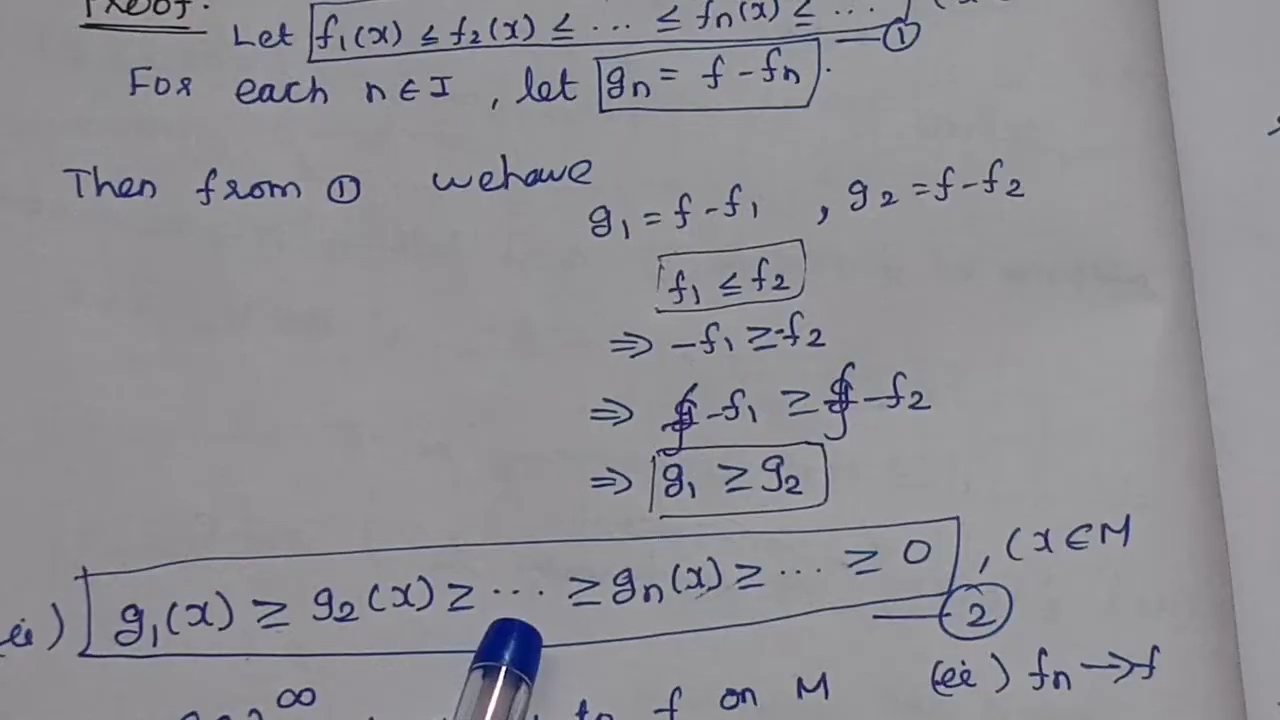 Proof:
Let f₁(x) ≤ f₂(x) ≤ ... ≤ fn(x) ≤ ... —①
For each n ∈ I, let gn = f - fn.
Then from ① we have
g₁ = f - f₁, g₂ = f - f₂
f₁ ≤ f₂
⇒ -f₁ ≥ -f₂
⇒ f - f₁ ≥ f - f₂
⇒ g₁ ≥ g₂
ie) g₁(x) ≥ g₂(x) ≥ ... ≥ gn(x) ≥ ... ≥ 0, (x ∈ M
—②
∞ f on M (ie) fn → f